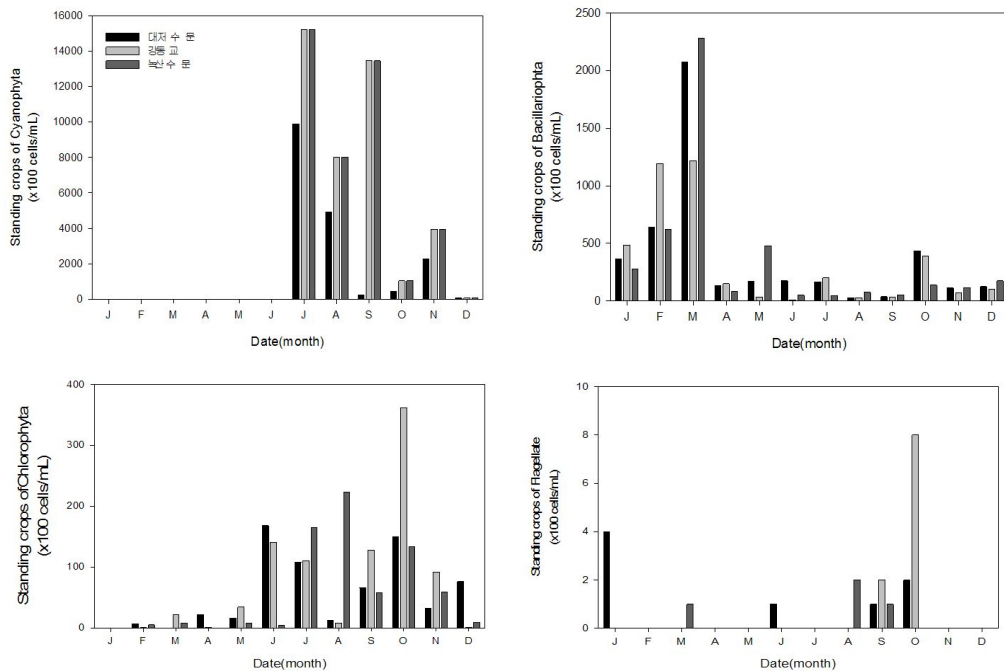 Standing crops of Cyanophyta
(x100 cells/mL)
16000
14000
12000
10000
8000
6000
4000
2000
0
대저수문
강동교
녹산수문
J F M A M J J A S O N D
Date(month)
Standing crops of Bacillariophta
(x100 cells/mL)
2500
2000
1500
1000
500
0
J F M A M J J A S O N D
Date(month)
Standing crops ofChlorophyta
(x100 cells/mL)
400
300
200
100
0
J F M A M J J A S O N D
Date(month)
Standing crops of Flagellate
(x100 cells/mL)
10
8
6
4
2
0
J F M A M J J A S O N D
Date(month)